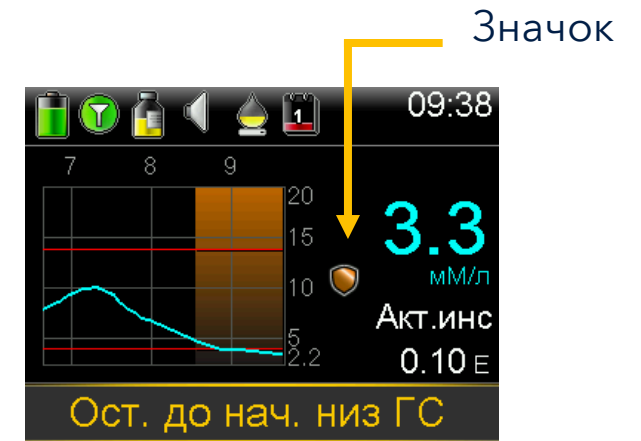 Значок
09:38
1
7 8 9
20
15
10
5
2.2
3.3
мМ/л
Акт.инс
0.10 E
Ост. до нач. низ ГС